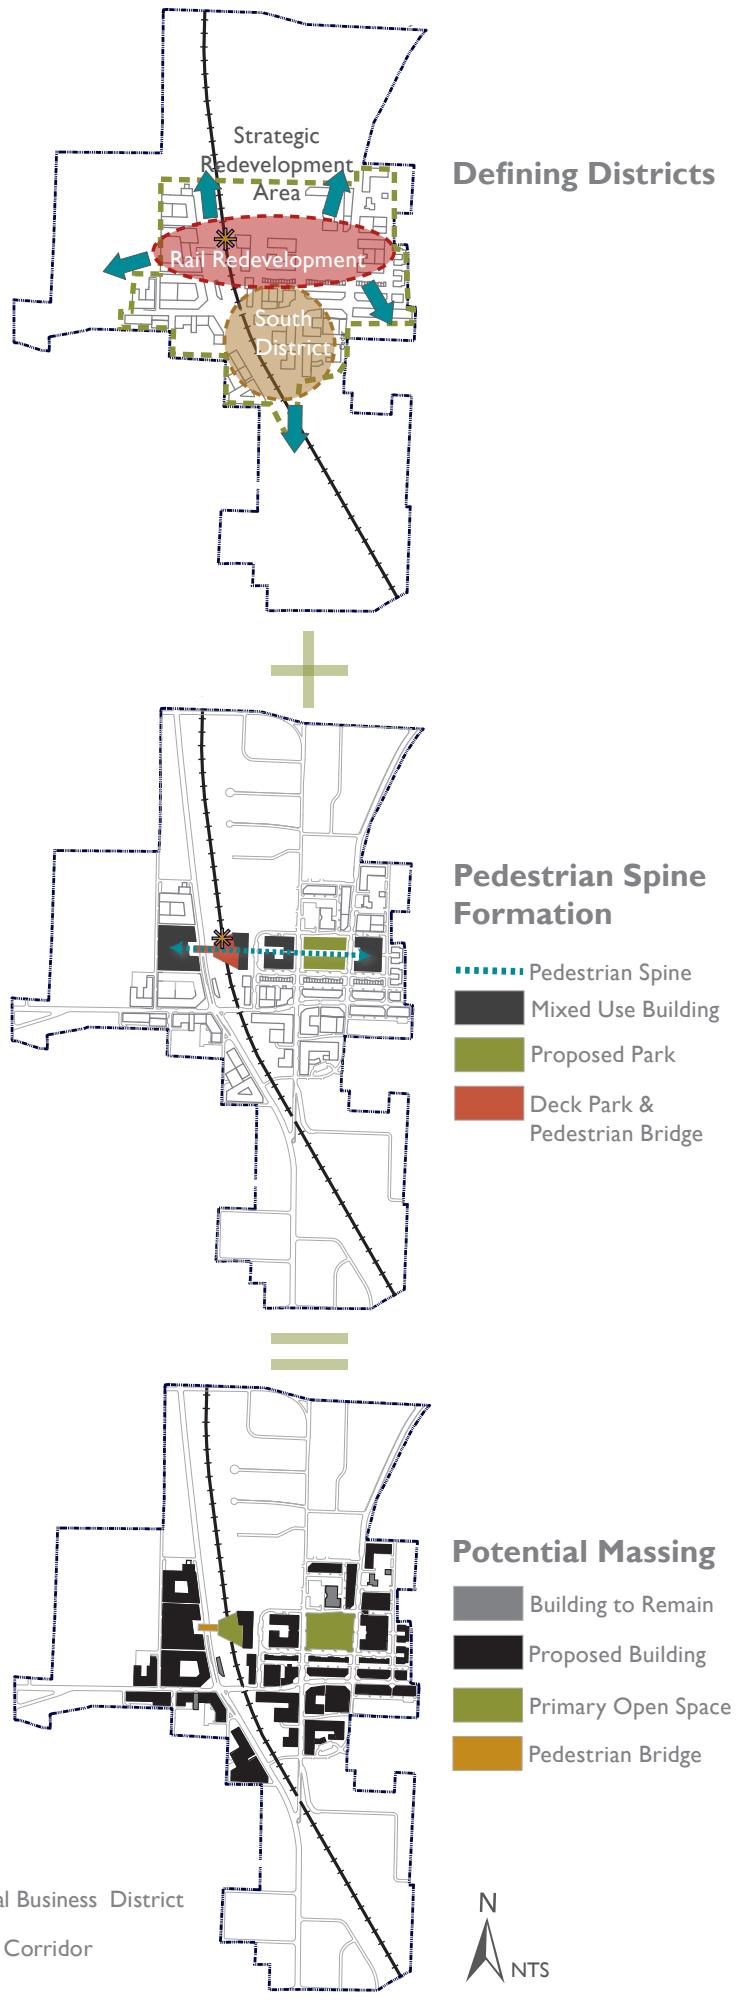 Strategic
Redevelopment
Area
Defining Districts
Rail Redevelopment
South
District
Pedestrian Spine
Formation
Pedestrian Spine
Mixed Use Building
Proposed Park
Deck Park &
Pedestrian Bridge
Potential Massing
Building to Remain
Proposed Building
Primary Open Space
Pedestrian Bridge
Business District
Corridor
N
NTS